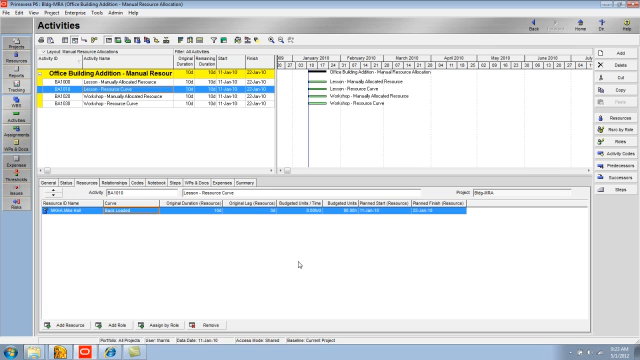 Primavera P6: Bldg-MRA (Office Building Addition - Manual Resource Allocation)
File Edit View Project Enterprise Tools Admin Help
Activities
Back Forward Home Dir. Help
Projects
Resources
Reports
Tracking
WBS
Activities
Assignments
WPs & Docs
Expenses
Thresholds
Issues
Risks
Layout: Manual Resource Allocations Filter: All Activities
Activity ID Activity Name Original Duration Remaining Duration Start Finish
January 2010 February 2010 March 2010 April 2010 May 2010 June 2010
Office Building Addition - Manual Resour 10d 10d 11-Jan-10 22-Jan-10
BA1000 Lesson - Manually Allocated Resource 10d 10d 11-Jan-10 22-Jan-10
BA1010 Lesson - Resource Curve 10d 10d 11-Jan-10 22-Jan-10
BA1020 Workshop - Manually Allocated Resource 10d 10d 11-Jan-10 22-Jan-10
BA1030 Workshop - Resource Curve 10d 10d 11-Jan-10 22-Jan-10
Office Building Addition - Manual Resource Allocation
Lesson - Manually Allocated Resource
Lesson - Resource Curve
Workshop - Manually Allocated Resource
Workshop - Resource Curve
Add
Delete
Cut
Copy
Paste
Resources
Rsrc by Role
Roles
Activity Codes
Predecessors
Successors
Steps
General Status Resources Relationships Codes Notebook Steps WPs & Docs Expenses Summary
Activity BA1010 Lesson - Resource Curve Project Bldg-MRA
Resource ID Name Curve Original Duration (Resource) Original Lag (Resource) Budgeted Units / Time Budgeted Units Planned Start (Resource) Planned Finish (Resource)
Back Loaded 10d 0d 11-Jan-10 22-Jan-10
Add Resource Add Role Assign by Role Remove
Portfolio: All Projects User: tharris Data Date: 11-Jan-10 Access Mode: Shared Baseline: Current Project
9:23 AM
5/1/2012